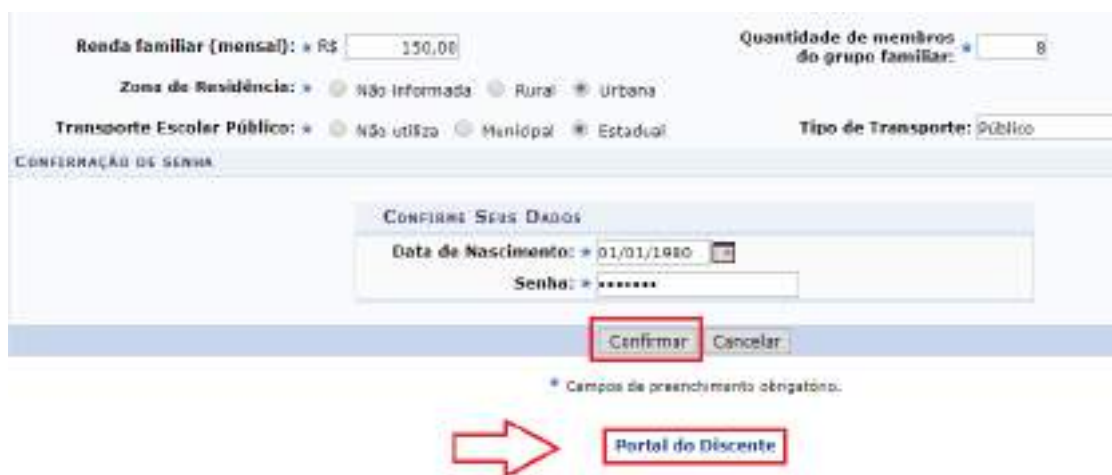 Renda familiar (mensal): * R$ 150,00 Quantidade de membros do grupo familiar: * 8
Zona de Residência: * Não Informada Rural Urbana
Transporte Escolar Público: * Não utiliza Municipal Estadual Tipo de Transporte: Público
CONFIRMAÇÃO DE SENHA
CONFIRME SEUS DADOS
Data de Nascimento: * 01/01/1980
Senha: * •••••••
Confirmar Cancelar
* Campos de preenchimento obrigatório.
Portal do Discente